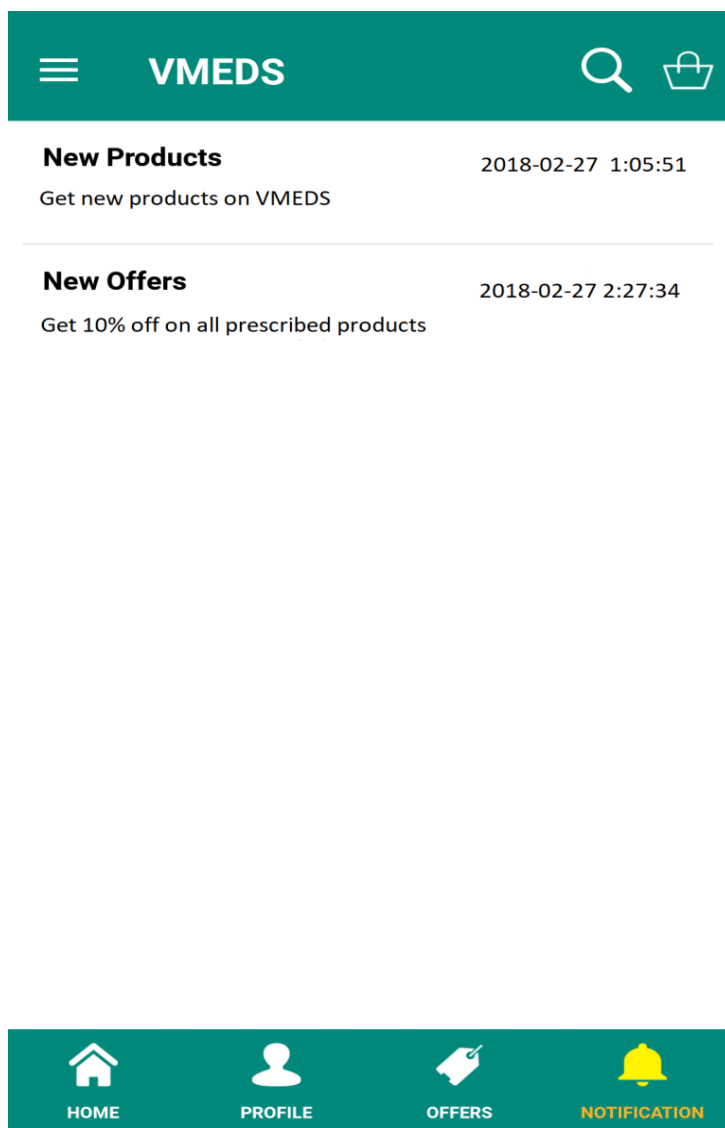 VMEDS
New Products
2018-02-27  1:05:51
Get new products on VMEDS
New Offers
2018-02-27 2:27:34
Get 10% off on all prescribed products
HOME PROFILE OFFERS NOTIFICATION